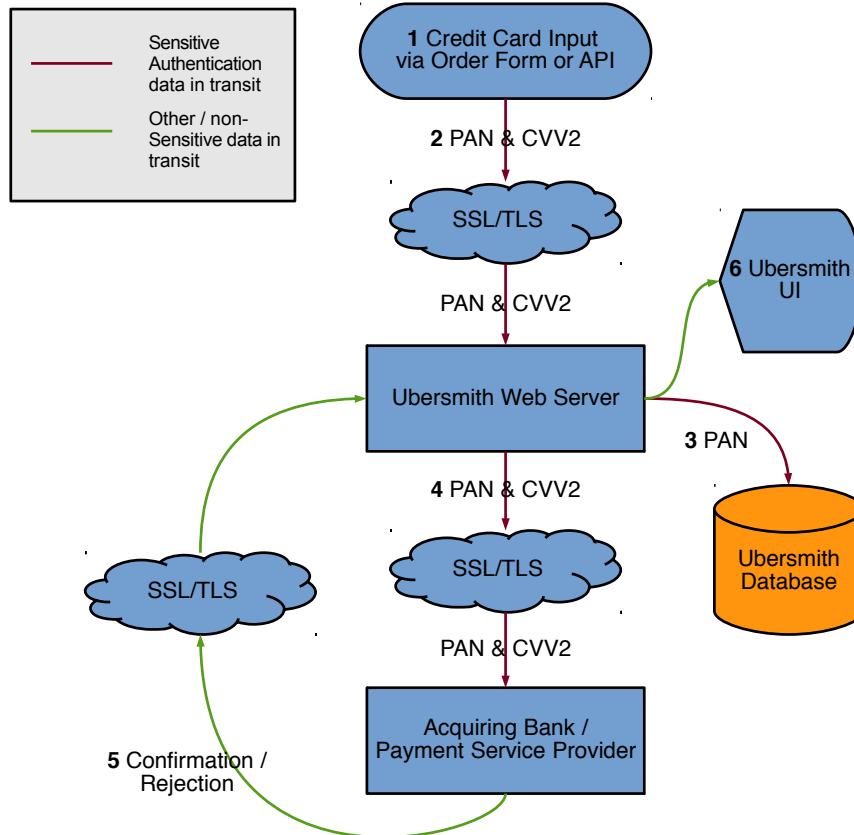 Sensitive
Authentication
data in transit
Other / non-
Sensitive data in
transit
1 Credit Card Input
via Order Form or API
2 PAN & CVV2
SSL/TLS
PAN & CVV2
6 Ubersmith
UI
Ubersmith Web Server
3 PAN
4 PAN & CVV2
SSL/TLS
SSL/TLS
Ubersmith
Database
PAN & CVV2
Acquiring Bank /
Payment Service Provider
5 Confirmation /
Rejection